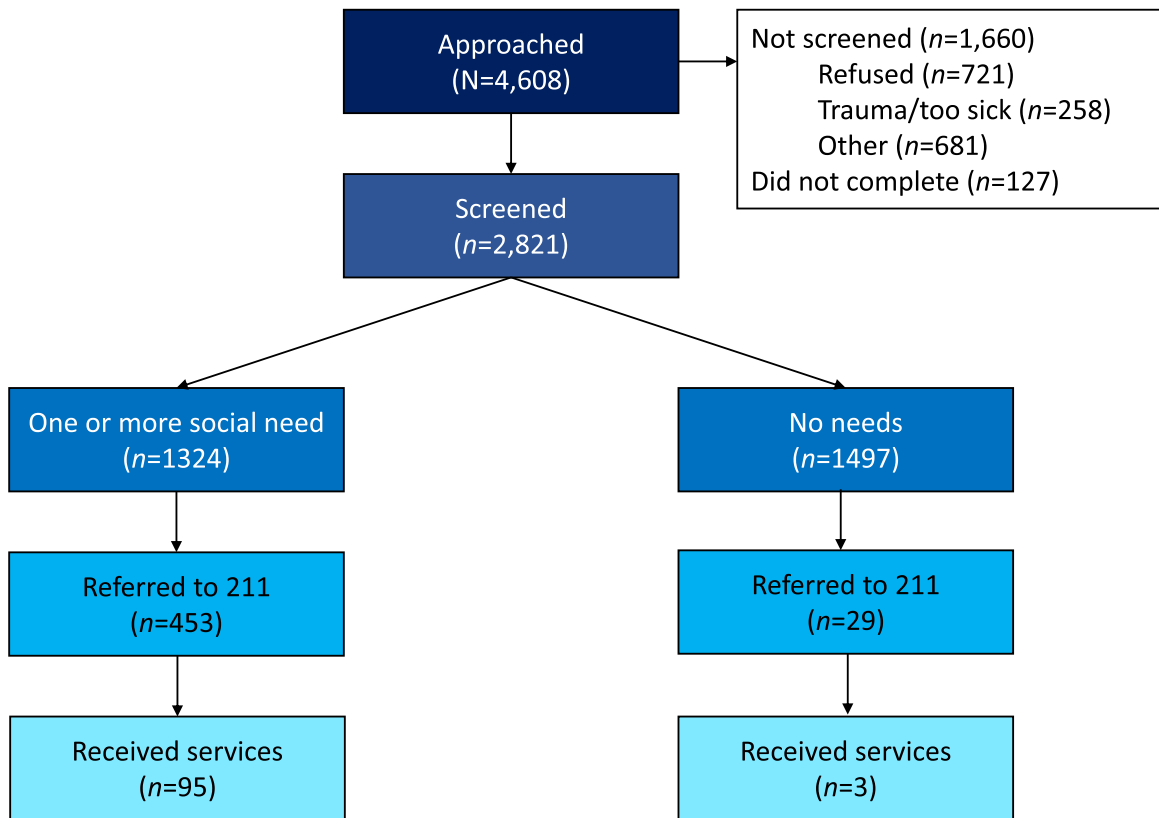 Approached
(N=4,608)
Not screened (n=1,660)
Refused (n=721)
Trauma/too sick (n=258)
Other (n=681)
Did not complete (n=127)
Screened
(n=2,821)
One or more social need
(n=1324)
No needs
(n=1497)
Referred to 211
(n=453)
Referred to 211
(n=29)
Received services
(n=95)
Received services
(n=3)